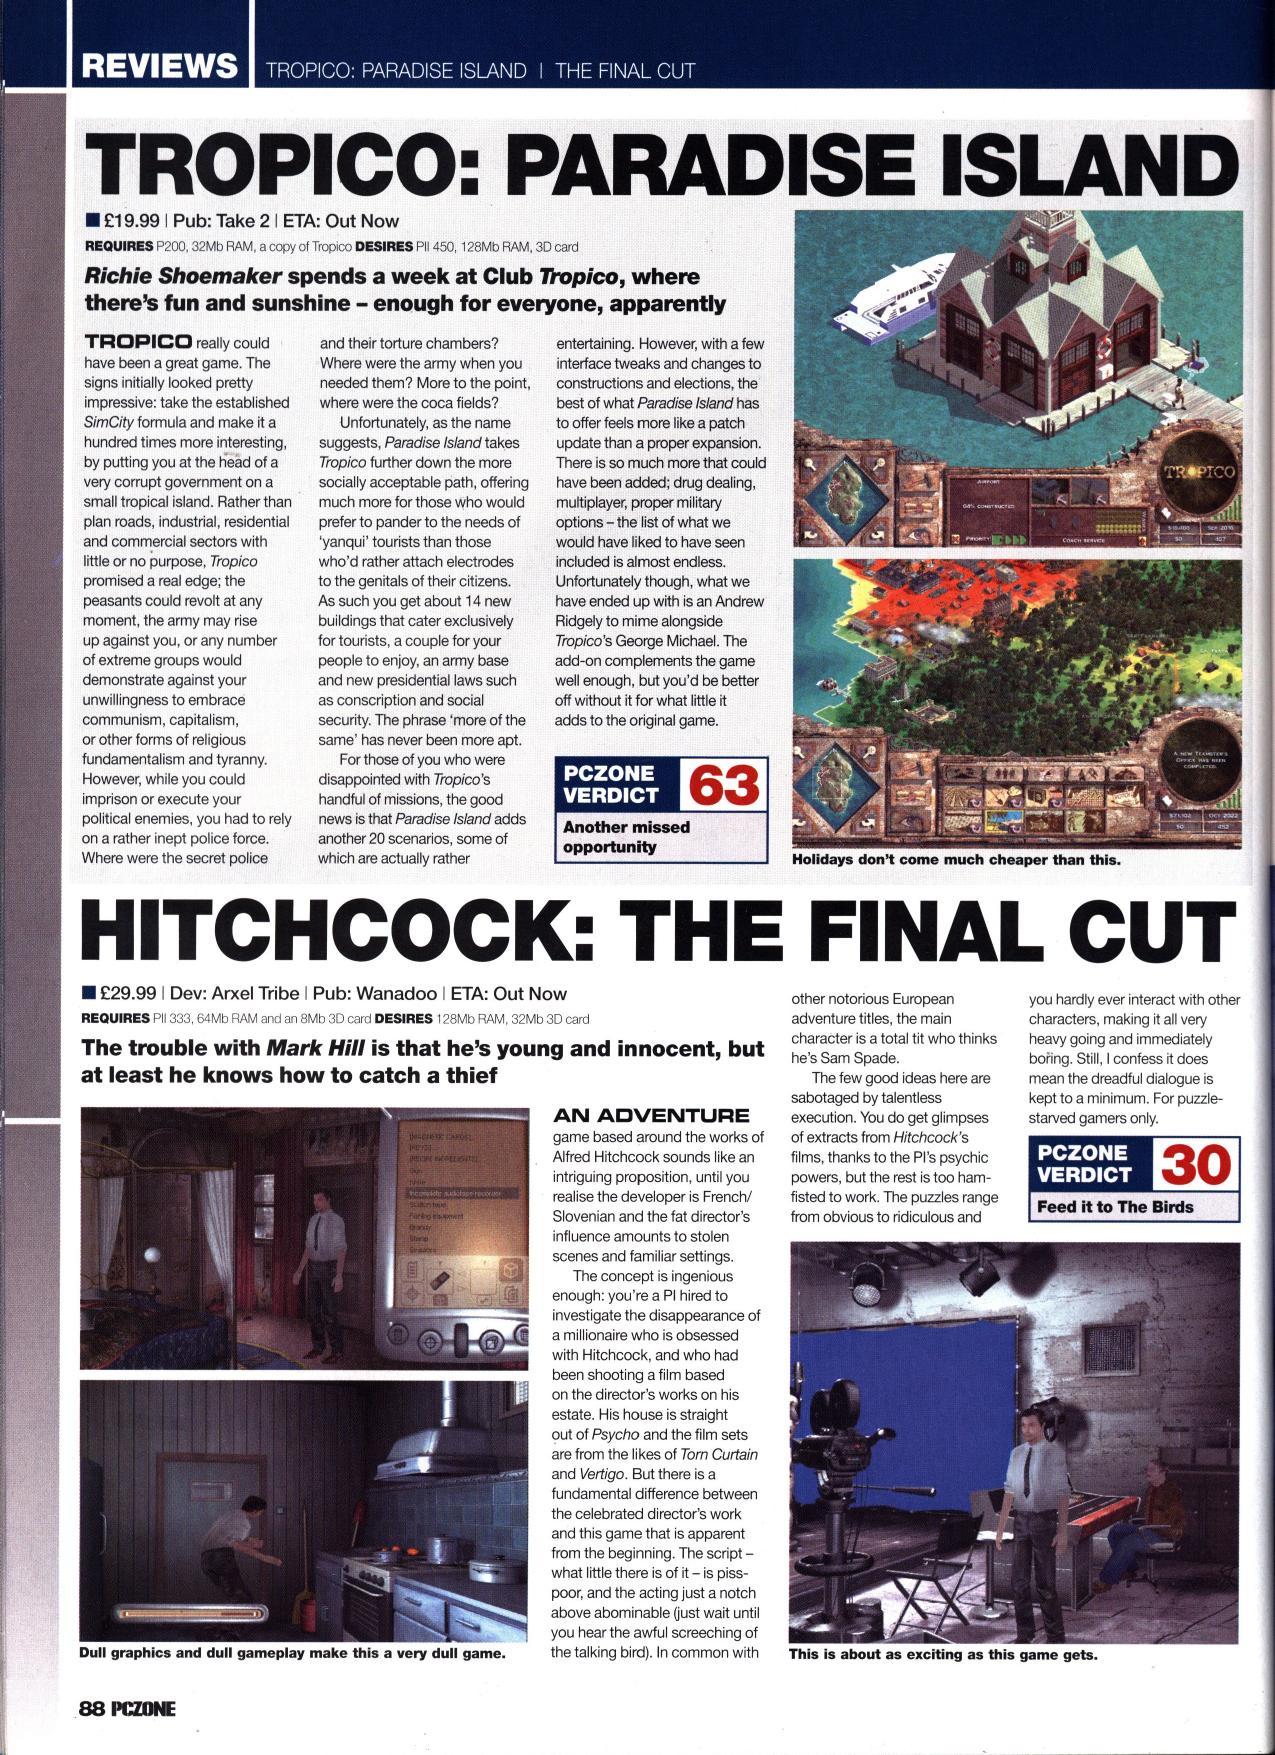 REVIEWS
TROPICO: PARADISE ISLAND | THE FINAL CUT
TROPICO: PARADISE ISLAND
£19.99 | Pub: Take 2 | ETA: Out Now
REQUIRES P200, 32Mb RAM, a copy of Tropico DESIRES PII 450, 128Mb RAM, 3D card
Richie Shoemaker spends a week at Club Tropico, where
there's fun and sunshine – enough for everyone, apparently
TROPICO really could
have been a great game. The
signs initially looked pretty
impressive: take the established
SimCity formula and make it a
hundred times more interesting,
by putting you at the head of a
very corrupt government on a
small tropical island. Rather than
plan roads, industrial, residential
and commercial sectors with
little or no purpose, Tropico
promised a real edge; the
peasants could revolt at any
moment, the army may rise
up against you, or any number
of extreme groups would
demonstrate against your
unwillingness to embrace
communism, capitalism,
or other forms of religious
fundamentalism and tyranny.
However, while you could
imprison or execute your
political enemies, you had to rely
on a rather inept police force.
Where were the secret police
and their torture chambers?
Where were the army when you
needed them? More to the point,
where were the coca fields?
Unfortunately, as the name
suggests, Paradise Island takes
Tropico further down the more
socially acceptable path, offering
much more for those who would
prefer to pander to the needs of
'yanqui' tourists than those
who'd rather attach electrodes
to the genitals of their citizens.
As such you get about 14 new
buildings that cater exclusively
for tourists, a couple for your
people to enjoy, an army base
and new presidential laws such
as conscription and social
security. The phrase 'more of the
same' has never been more apt.
For those of you who were
disappointed with Tropico's
handful of missions, the good
news is that Paradise Island adds
another 20 scenarios, some of
which are actually rather
entertaining. However, with a few
interface tweaks and changes to
constructions and elections, the
best of what Paradise Island has
to offer feels more like a patch
update than a proper expansion.
There is so much more that could
have been added; drug dealing,
multiplayer, proper military
options – the list of what we
would have liked to have seen
included is almost endless.
Unfortunately though, what we
have ended up with is an Andrew
Ridgely to mime alongside
Tropico's George Michael. The
add-on complements the game
well enough, but you'd be better
off without it for what little it
adds to the original game.
PCZONE
VERDICT
63
Another missed
opportunity
TROPICO
AIRPORT
68% CONSTRUCTED
PRIORITY
COACH SERVICE
SEP 2016
50
407
A NEW TEAMSTER'S
OFFICE HAS BEEN
COMPLETED.
$71,102
OCT 2022
50
452
Holidays don't come much cheaper than this.
HITCHCOCK: THE FINAL CUT
£29.99 | Dev: Arxel Tribe | Pub: Wanadoo | ETA: Out Now
REQUIRES PII 333, 64Mb RAM and an 8Mb 3D card DESIRES 128Mb RAM, 32Mb 3D card
The trouble with Mark Hill is that he's young and innocent, but
at least he knows how to catch a thief
Incomplete audiotape recorder
Fishing equipment
Brandy
Dull graphics and dull gameplay make this a very dull game.
AN ADVENTURE
game based around the works of
Alfred Hitchcock sounds like an
intriguing proposition, until you
realise the developer is French/
Slovenian and the fat director's
influence amounts to stolen
scenes and familiar settings.
The concept is ingenious
enough: you're a PI hired to
investigate the disappearance of
a millionaire who is obsessed
with Hitchcock, and who had
been shooting a film based
on the director's works on his
estate. His house is straight
out of Psycho and the film sets
are from the likes of Torn Curtain
and Vertigo. But there is a
fundamental difference between
the celebrated director's work
and this game that is apparent
from the beginning. The script –
what little there is of it – is piss-
poor, and the acting just a notch
above abominable (just wait until
you hear the awful screeching of
the talking bird). In common with
other notorious European
adventure titles, the main
character is a total tit who thinks
he's Sam Spade.
The few good ideas here are
sabotaged by talentless
execution. You do get glimpses
of extracts from Hitchcock's
films, thanks to the PI's psychic
powers, but the rest is too ham-
fisted to work. The puzzles range
from obvious to ridiculous and
you hardly ever interact with other
characters, making it all very
heavy going and immediately
boring. Still, I confess it does
mean the dreadful dialogue is
kept to a minimum. For puzzle-
starved gamers only.
PCZONE
VERDICT
30
Feed it to The Birds
This is about as exciting as this game gets.
88 PCZONE